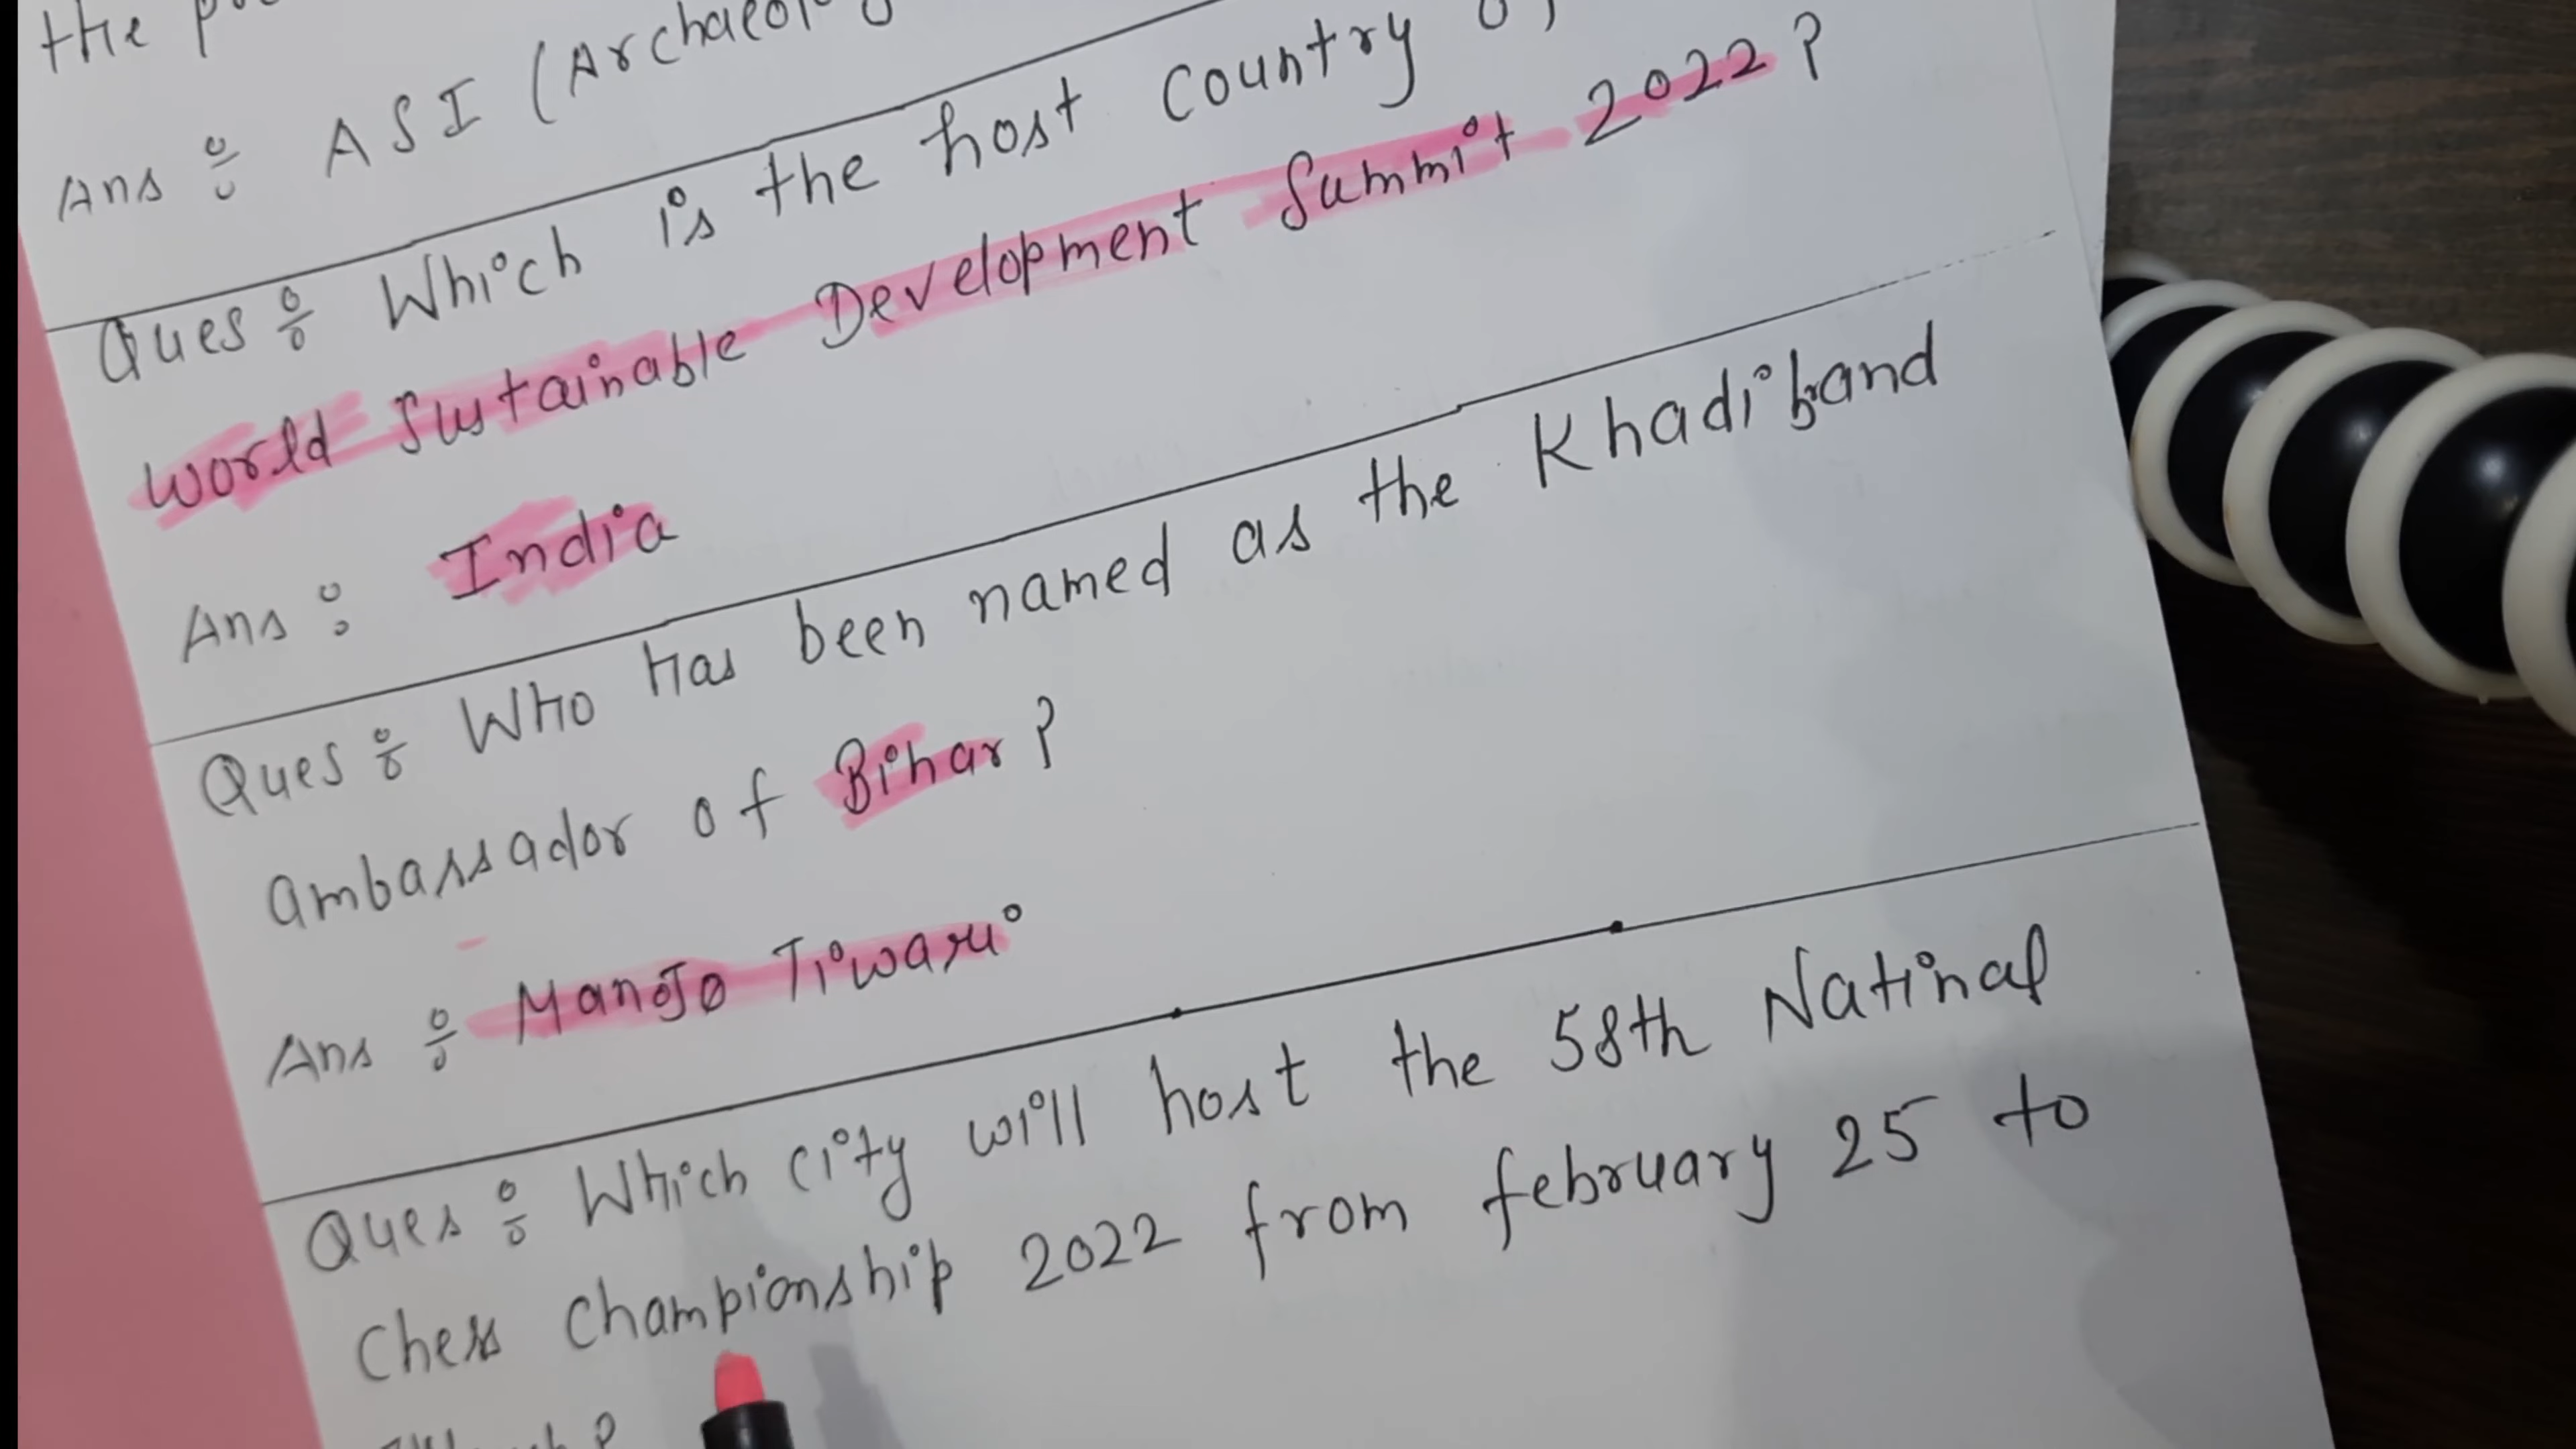 the
Ans : ASI (Archaeolog
Ques : Which is the host Country
World Sustainable Development Summit 2022 ?
Ans : India
Ques : Who has been named as the Khadi brand
ambassador of Bihar ?
Ans : Manoj Tiwari
Ques : Which city will host the 58th Natinal
Chess Championship 2022 from february 25 to